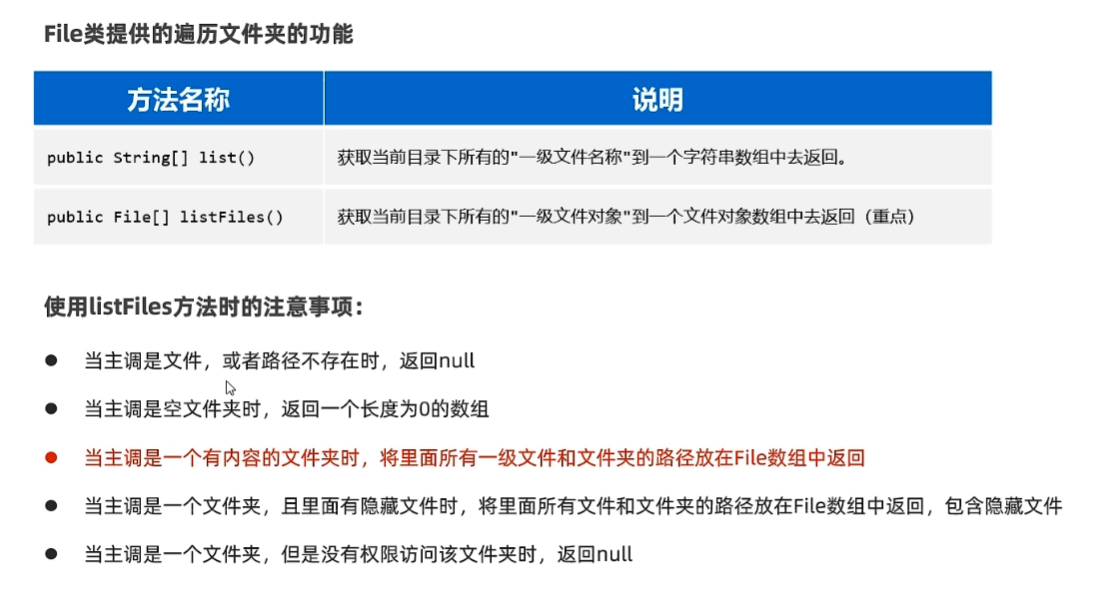 File类提供的遍历文件夹的功能
方法名称 说明
public String[] list() 获取当前目录下所有的"一级文件名称"到一个字符串数组中去返回。
public File[] listFiles() 获取当前目录下所有的"一级文件对象"到一个文件对象数组中去返回（重点）
使用listFiles方法时的注意事项：
● 当主调是文件，或者路径不存在时，返回null
● 当主调是空文件夹时，返回一个长度为0的数组
● 当主调是一个有内容的文件夹时，将里面所有一级文件和文件夹的路径放在File数组中返回
● 当主调是一个文件夹，且里面有隐藏文件时，将里面所有文件和文件夹的路径放在File数组中返回，包含隐藏文件
● 当主调是一个文件夹，但是没有权限访问该文件夹时，返回null